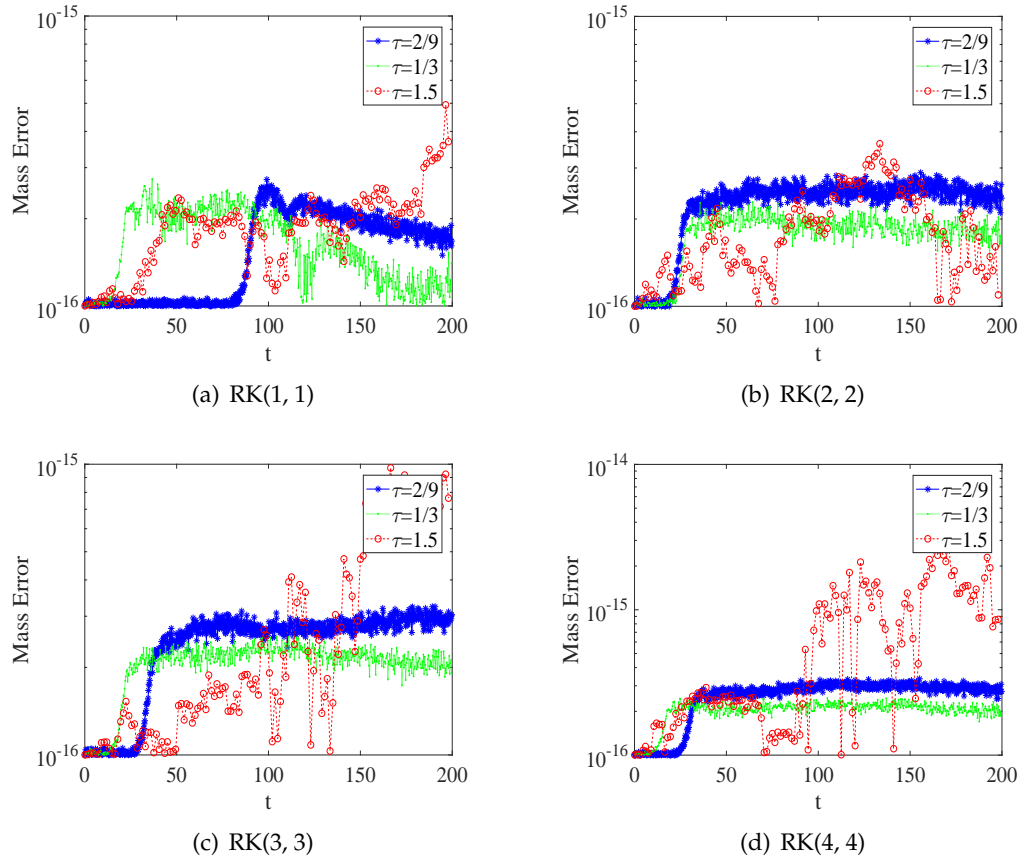 10^-15
Mass Error
10^-16
0 50 100 150 200
t
τ=2/9
τ=1/3
τ=1.5
(a) RK(1, 1)
10^-15
Mass Error
10^-16
0 50 100 150 200
t
τ=2/9
τ=1/3
τ=1.5
(b) RK(2, 2)
10^-15
Mass Error
10^-16
0 50 100 150 200
t
τ=2/9
τ=1/3
τ=1.5
(c) RK(3, 3)
10^-14
10^-15
Mass Error
10^-16
0 50 100 150 200
t
τ=2/9
τ=1/3
τ=1.5
(d) RK(4, 4)